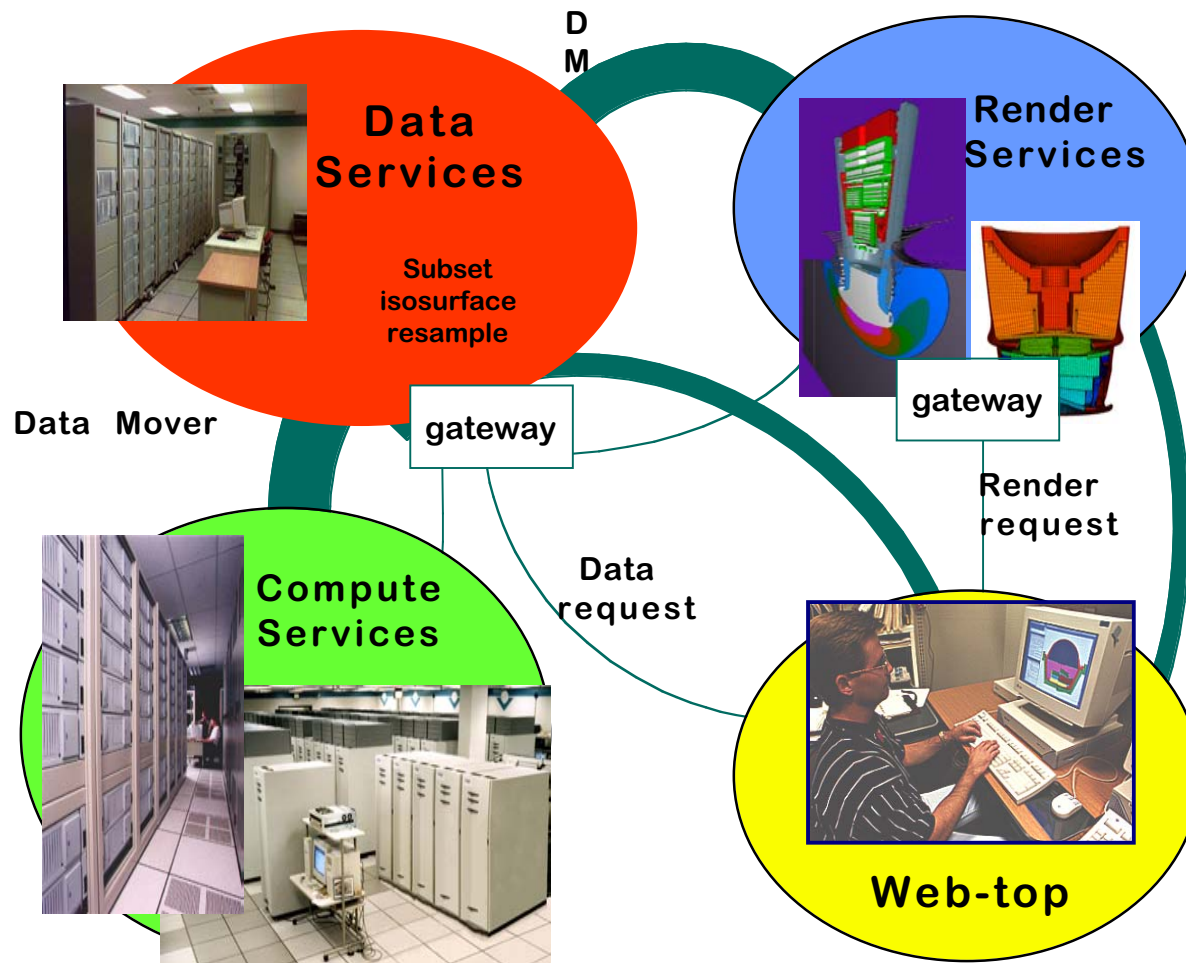 D
M
Data
Services
Render
Services
Subset
isosurface
resample
Data Mover
gateway
gateway
Render
request
Data
request
Compute
Services
Web-top